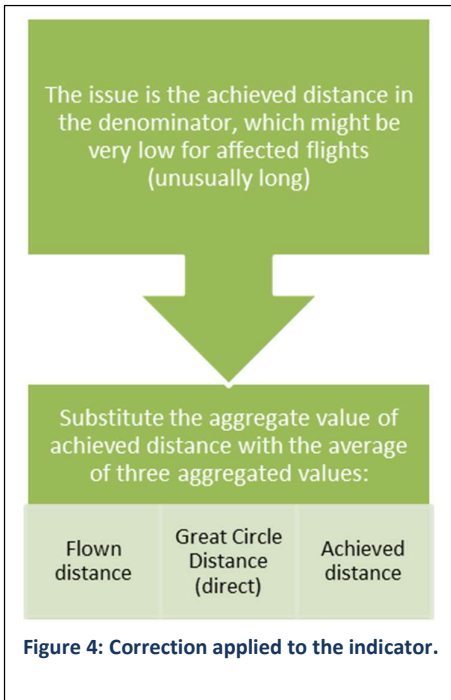 The issue is the achieved distance in
the denominator, which might be
very low for affected flights
(unusually long)
Substitute the aggregate value of
achieved distance with the average
of three aggregated values:
Flown
distance
Great Circle
Distance
(direct)
Achieved
distance
Figure 4: Correction applied to the indicator.